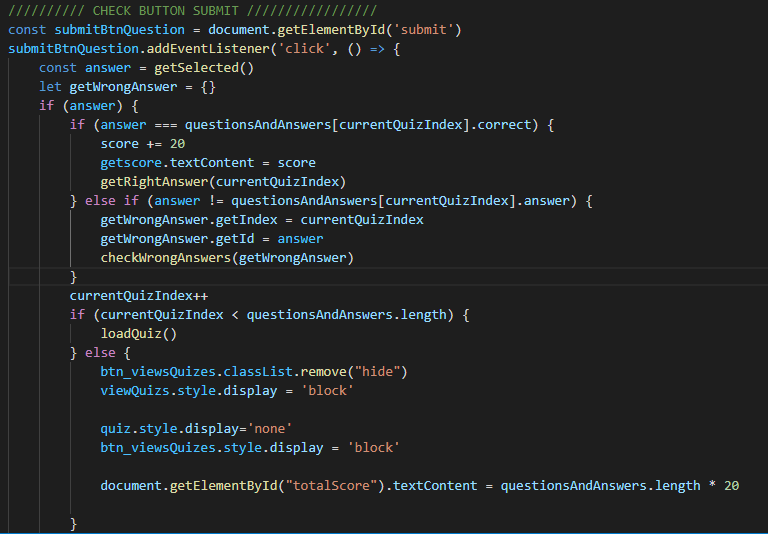 ////////// CHECK BUTTON SUBMIT /////////////////
const submitBtnQuestion = document.getElementById('submit')
submitBtnQuestion.addEventListener('click', () => {
    const answer = getSelected()
    let getWrongAnswer = {}
    if (answer) {
        if (answer === questionsAndAnswers[currentQuizIndex].correct) {
            score += 20
            getscore.textContent = score
            getRightAnswer(currentQuizIndex)
        } else if (answer != questionsAndAnswers[currentQuizIndex].answer) {
            getWrongAnswer.getIndex = currentQuizIndex
            getWrongAnswer.getId = answer
            checkWrongAnswers(getWrongAnswer)
        }
        currentQuizIndex++
        if (currentQuizIndex < questionsAndAnswers.length) {
            loadQuiz()
        } else {
            btn_viewsQuizes.classList.remove("hide")
            viewQuizs.style.display = 'block'

            quiz.style.display='none'
            btn_viewsQuizes.style.display = 'block'

            document.getElementById("totalScore").textContent = questionsAndAnswers.length * 20

        }